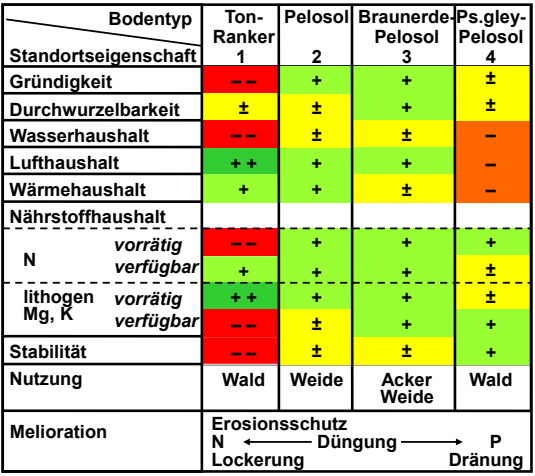 Bodentyp Ton- Pelosol Braunerde- Ps.gley-
Ranker Pelosol Pelosol
Standortseigenschaft 1 2 3 4
Gründigkeit – – + + ±
Durchwurzelbarkeit ± ± + ±
Wasserhaushalt – – ± ± –
Lufthaushalt + + + + –
Wärmehaushalt + + ± –
Nährstoffhaushalt
N vorrätig – – + + +
verfügbar + + + ±
lithogen vorrätig + + + + ±
Mg, K verfügbar – – ± + +
Stabilität – – ± ± +
Nutzung Wald Weide Acker Wald
Weide
Melioration Erosionsschutz
N ← Düngung → P
Lockerung Dränung